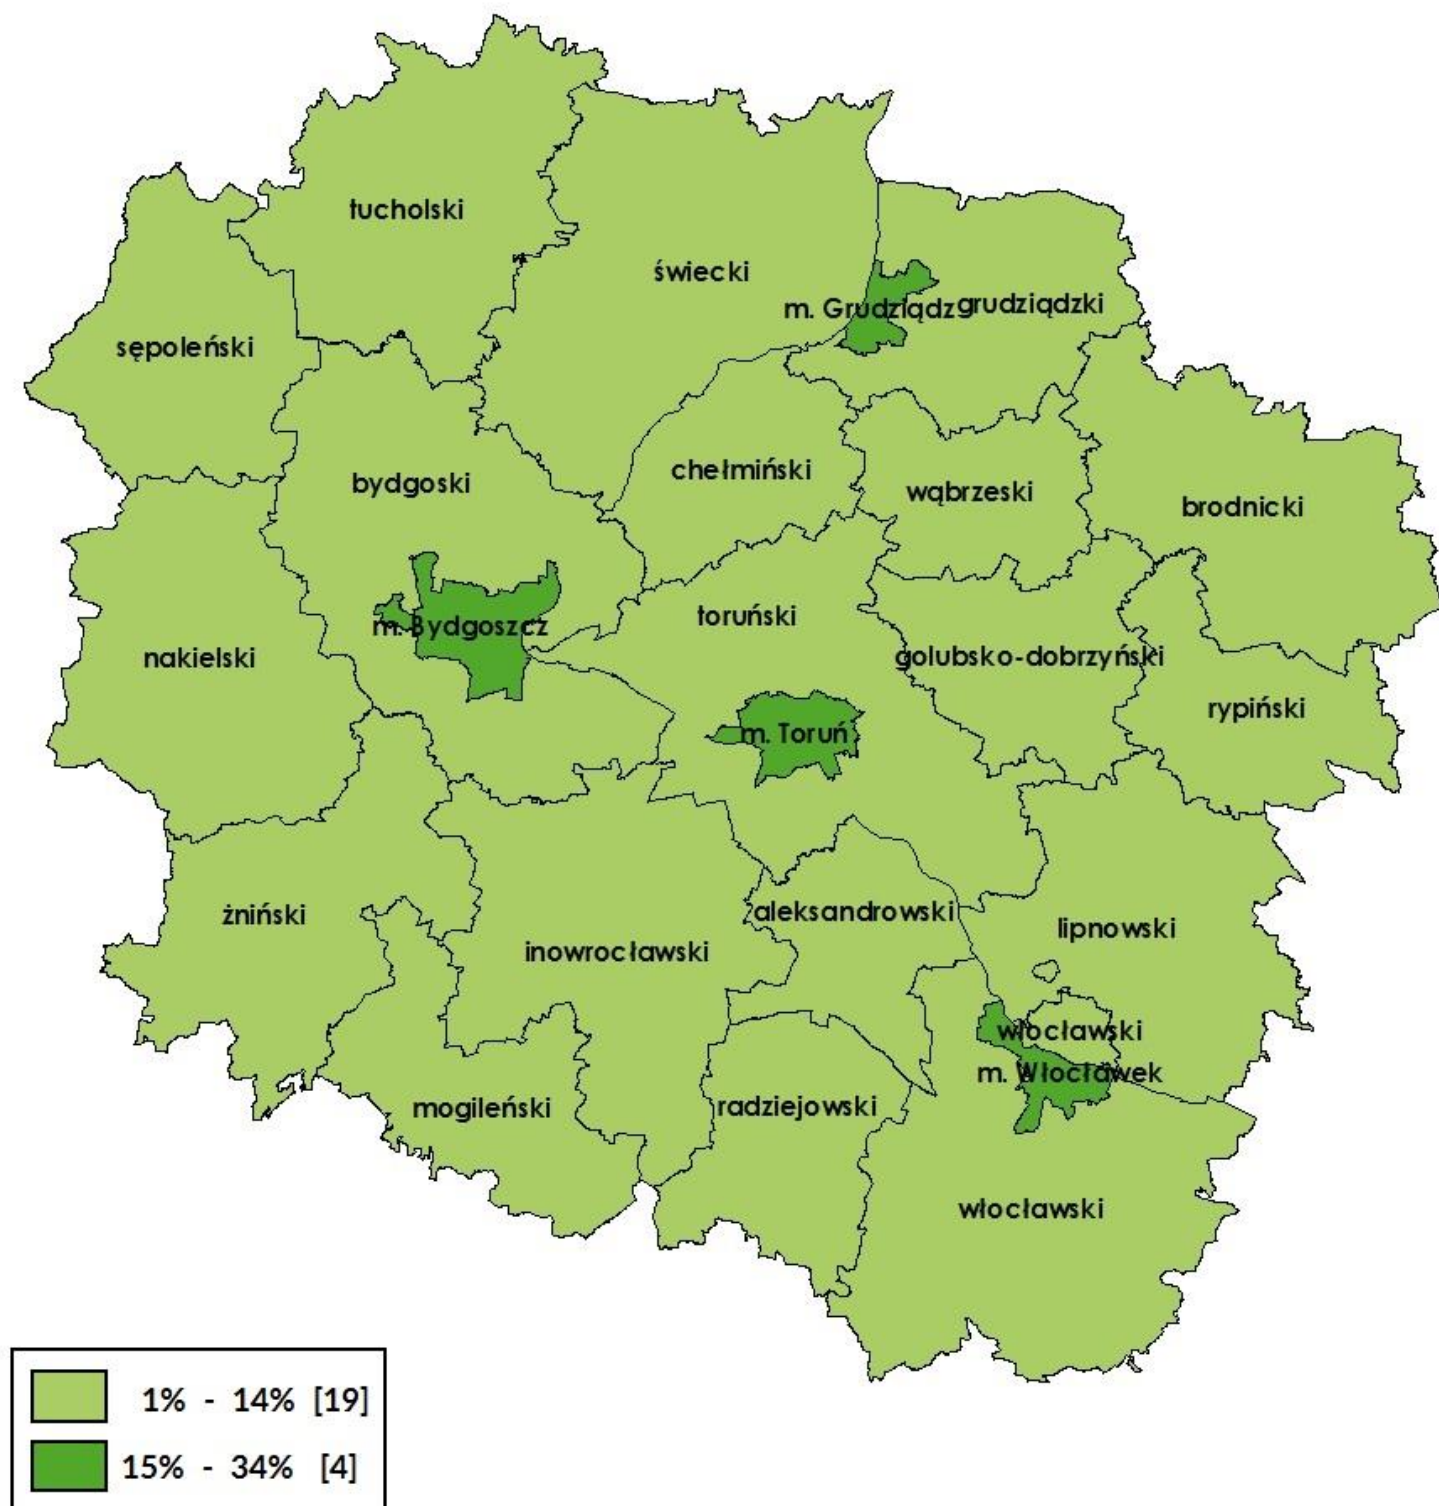 tucholski
świecki
m. Grudziądz
grudziądzki
sępoleński
bydgoski
chełmiński
wąbrzeski
brodnicki
m. Bydgoszcz
toruński
nakielski
golubsko-dobrzyński
rypiński
m. Toruń
żniński
aleksandrowski
inowrocławski
lipnowski
włocławski
m. Włocławek
mogileński
radziejowski
włocławski
1% - 14% [19]
15% - 34% [4]